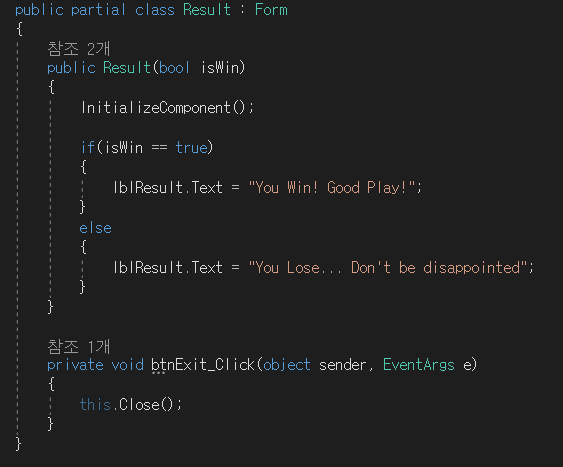 public partial class Result : Form
{
참조 2개
public Result(bool isWin)
{
InitializeComponent();
if(isWin == true)
{
lblResult.Text = "You Win! Good Play!";
}
else
{
lblResult.Text = "You Lose... Don't be disappointed";
}
}
참조 1개
private void btnExit_Click(object sender, EventArgs e)
{
this.Close();
}
}